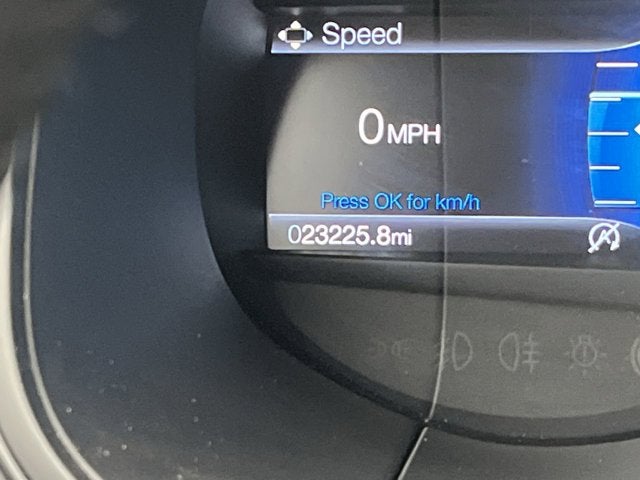 Speed
0MPH
Press OK for km/h
023225.8mi